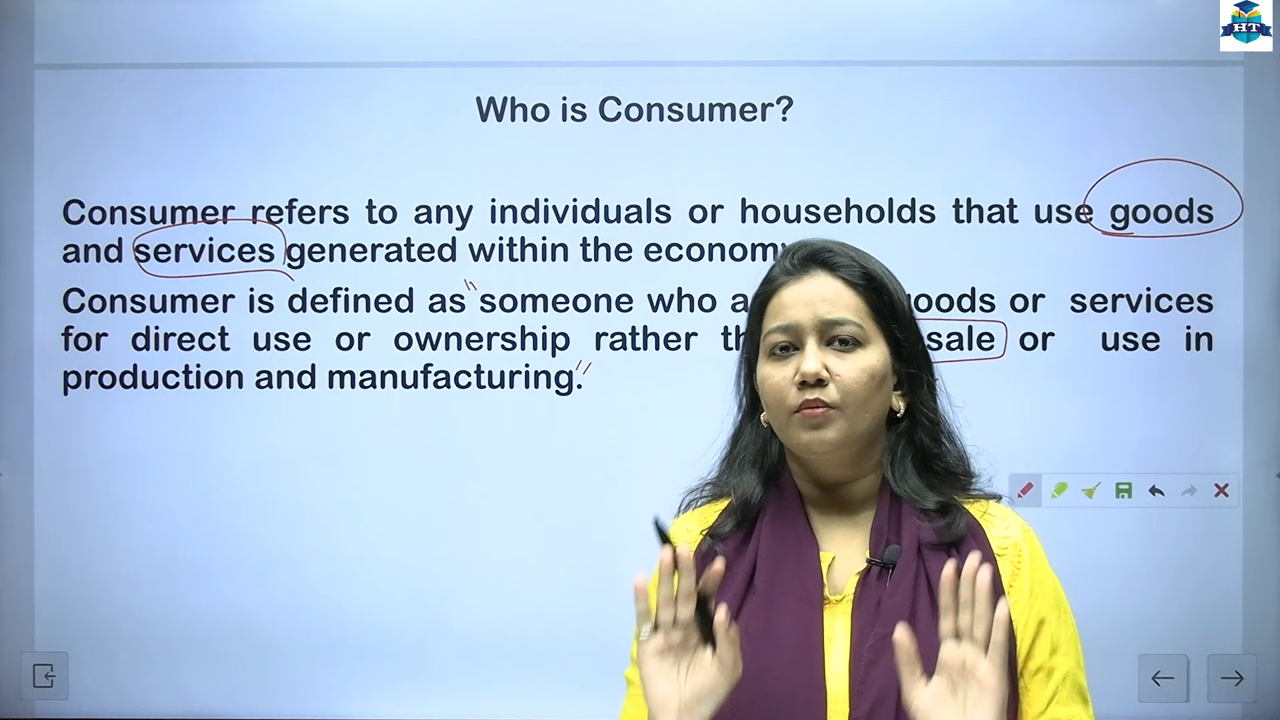 HT
Who is Consumer?
Consumer refers to any individuals or households that use goods
and services generated within the economy
Consumer is defined as "someone who a goods or services
for direct use or ownership rather th sale or use in
production and manufacturing."